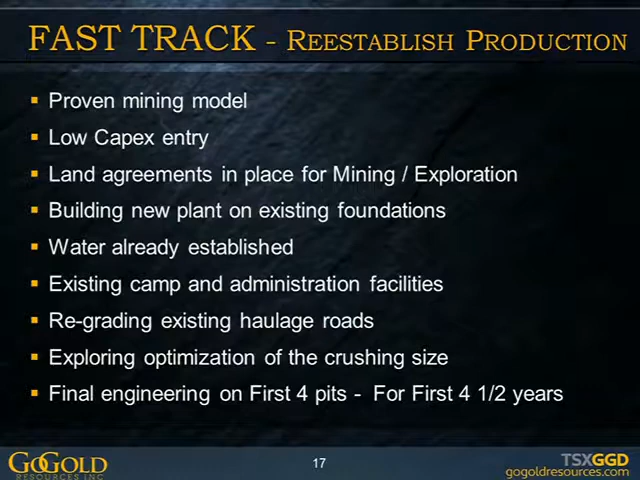 FAST TRACK - REESTABLISH PRODUCTION
Proven mining model
Low Capex entry
Land agreements in place for Mining / Exploration
Building new plant on existing foundations
Water already established
Existing camp and administration facilities
Re-grading existing haulage roads
Exploring optimization of the crushing size
Final engineering on First 4 pits - For First 4 1/2 years
GOGOLD
RESOURCES INC
17
TSXGGD
gogoldresources.com